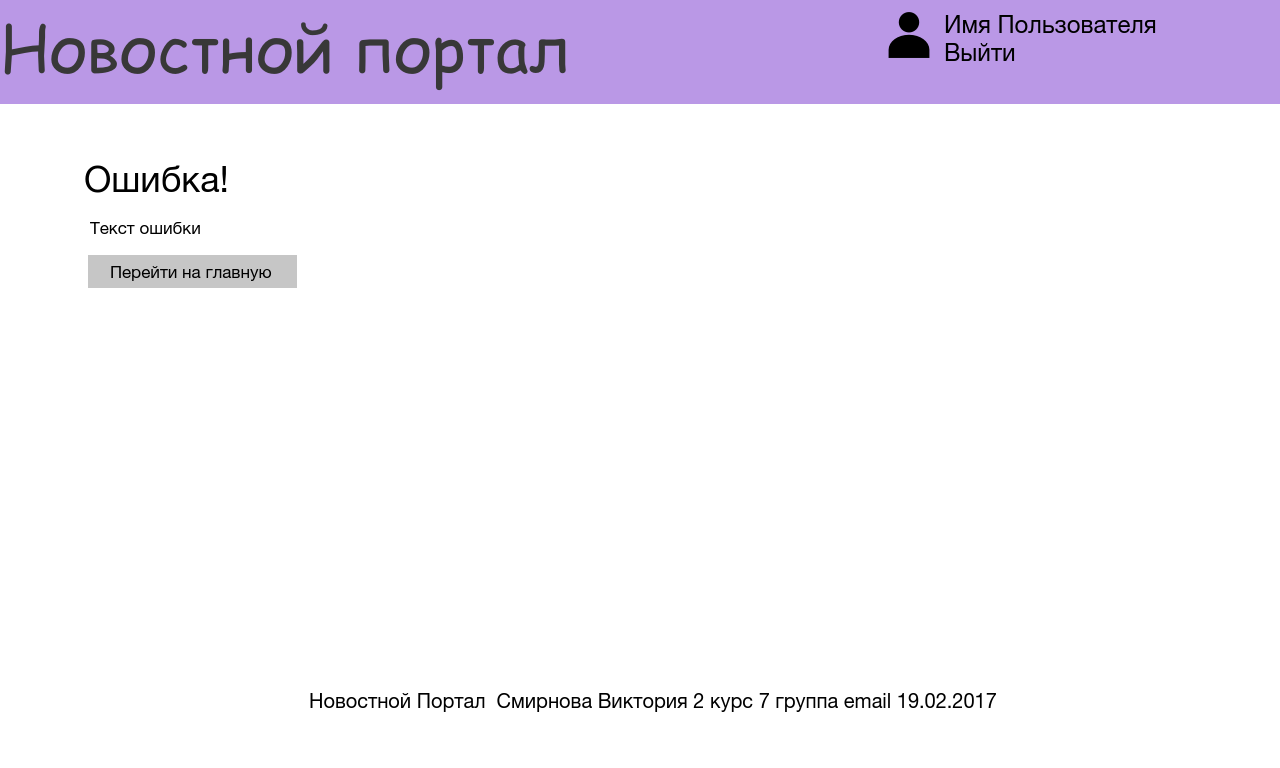 Новостной портал
Имя Пользователя
Выйти
Ошибка!
Текст ошибки
Перейти на главную
Новостной Портал  Смирнова Виктория 2 курс 7 группа email 19.02.2017